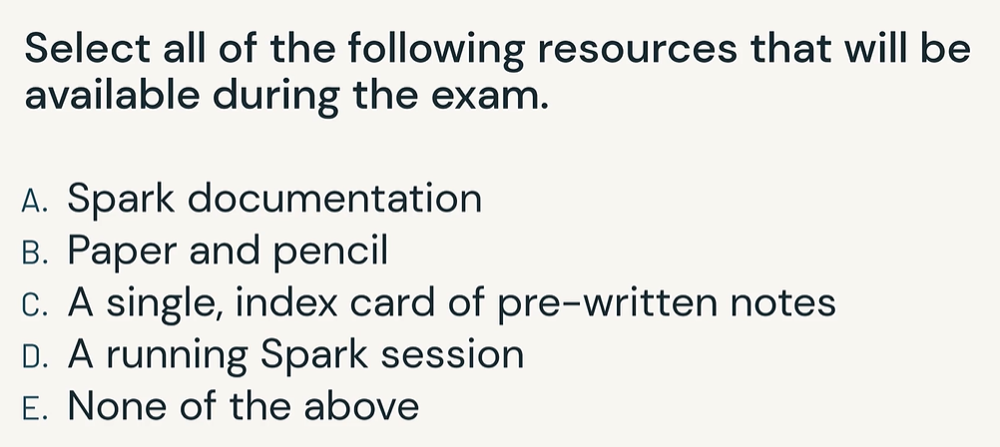 Select all of the following resources that will be
available during the exam.
A. Spark documentation
B. Paper and pencil
C. A single, index card of pre-written notes
D. A running Spark session
E. None of the above